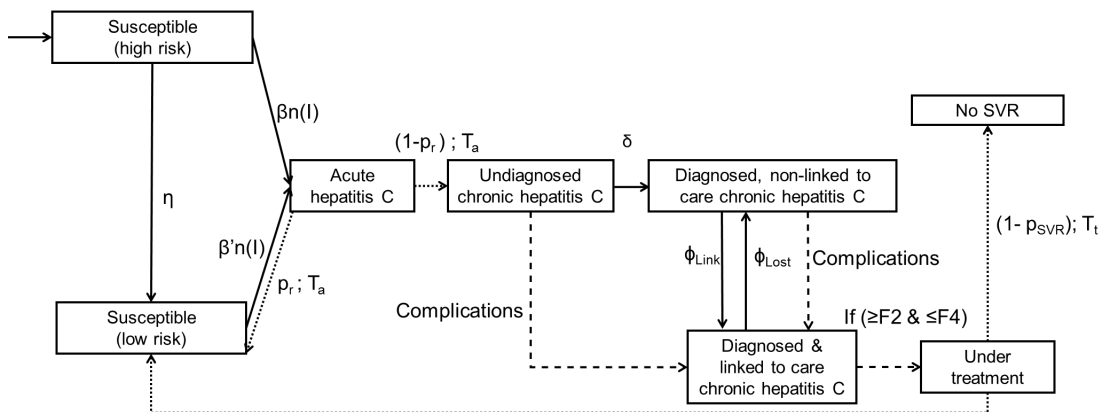 Susceptible
(high risk)
βn(I)
No SVR
(1-pr) ; Ta
δ
Acute
hepatitis C
Undiagnosed
chronic hepatitis C
Diagnosed, non-linked to
care chronic hepatitis C
η
β’n(I)
pr ; Ta
ϕLink
ϕLost
Complications
(1- pSVR); Tt
Complications
If (≥F2 & ≤F4)
Susceptible
(low risk)
Diagnosed &
linked to care
chronic hepatitis C
Under
treatment